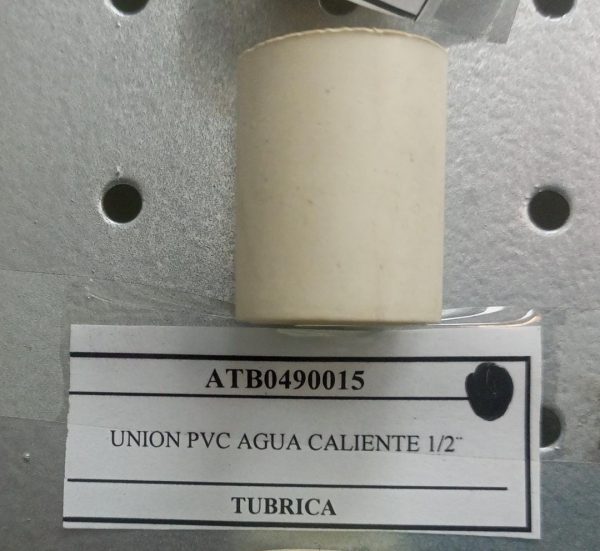 ATB0490015
UNION PVC AGUA CALIENTE 1/2¨
TUBRICA